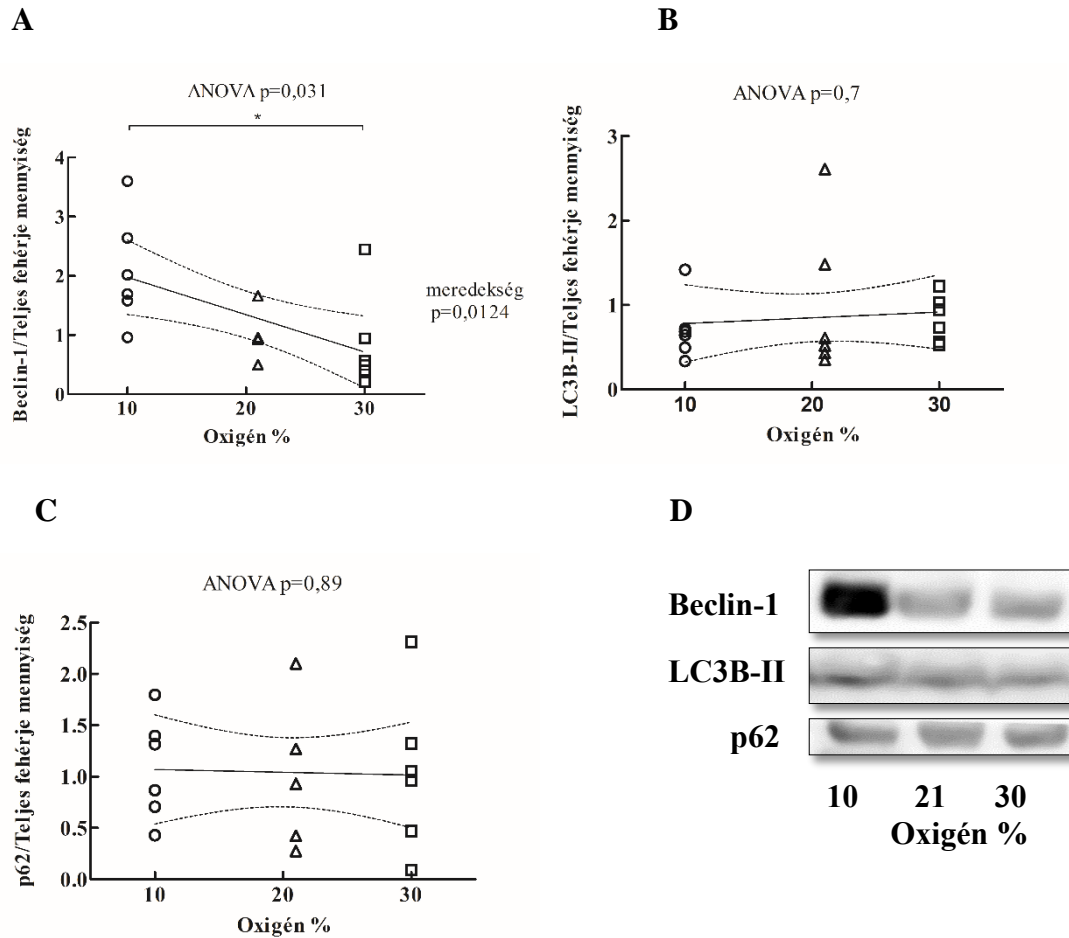 A
ANOVA p=0,031
*
Beclin-1/Teljes fehérje mennyiség
4
3
2
1
0
10 20 30
Oxigén %
meredekség
p=0,0124
B
ANOVA p=0,7
LC3B-II/Teljes fehérje mennyiség
3
2
1
0
10 20 30
Oxigén %
C
ANOVA p=0,89
p62/Teljes fehérje mennyiség
2.5
2.0
1.5
1.0
0.5
0.0
10 20 30
Oxigén %
D
Beclin-1
LC3B-II
p62
10 21 30
Oxigén %